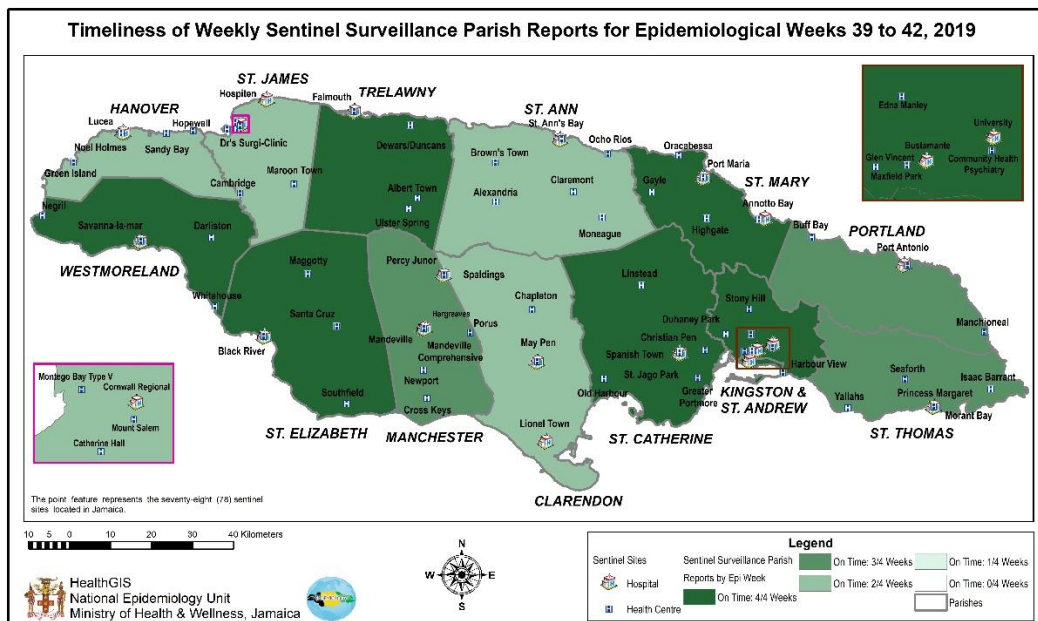 Timeliness of Weekly Sentinel Surveillance Parish Reports for Epidemiological Weeks 39 to 42, 2019
ST. JAMES
Hospiten
Falmouth
TRELAWNY
HANOVER
Lucea
Hopewell
Sandy Bay
Noel Holmes
Green Island
Dr's Surgi-Clinic
Maroon Town
Cambridge
Dewars/Duncans
Albert Town
Ulster Spring
ST. ANN
St. Ann's Bay
Ocho Rios
Brown's Town
Alexandria
Claremont
Moneague
Oracabessa
Port Maria
Gayle
ST. MARY
Annotto Bay
Highgate
Buff Bay
PORTLAND
Port Antonio
Manchioneal
Edna Manley
University
Bustamante
Glen Vincent
Maxfield Park
Community Health
Psychiatry
Negril
Savanna-la-mar
Darliston
WESTMORELAND
Whitehouse
Maggotty
Santa Cruz
Black River
Southfield
ST. ELIZABETH
Percy Junor
Hargreaves
Mandeville
Porus
Mandeville
Comprehensive
Newport
Cross Keys
MANCHESTER
Spaldings
Chapleton
May Pen
Lionel Town
CLARENDON
Linstead
Christian Pen
Spanish Town
St. Jago Park
Old Harbour
Greater
Portmore
ST. CATHERINE
Stony Hill
Duhaney Park
Harbour View
KINGSTON &
ST. ANDREW
Seaforth
Isaac Barrant
Yallahs
Princess Margaret
Morant Bay
ST. THOMAS
Montego Bay Type V
Cornwall Regional
Mount Salem
Catherine Hall
The point feature represents the seventy-eight (78) sentinel
sites located in Jamaica.
10 5 0 10 20 30 40 Kilometers
N
W E
S
HealthGIS
National Epidemiology Unit
Ministry of Health & Wellness, Jamaica
Legend
Sentinel Sites
Hospital
Health Centre
Sentinel Surveillance Parish
Reports by Epi Week
On Time: 4/4 Weeks
On Time: 3/4 Weeks
On Time: 2/4 Weeks
On Time: 1/4 Weeks
On Time: 0/4 Weeks
Parishes